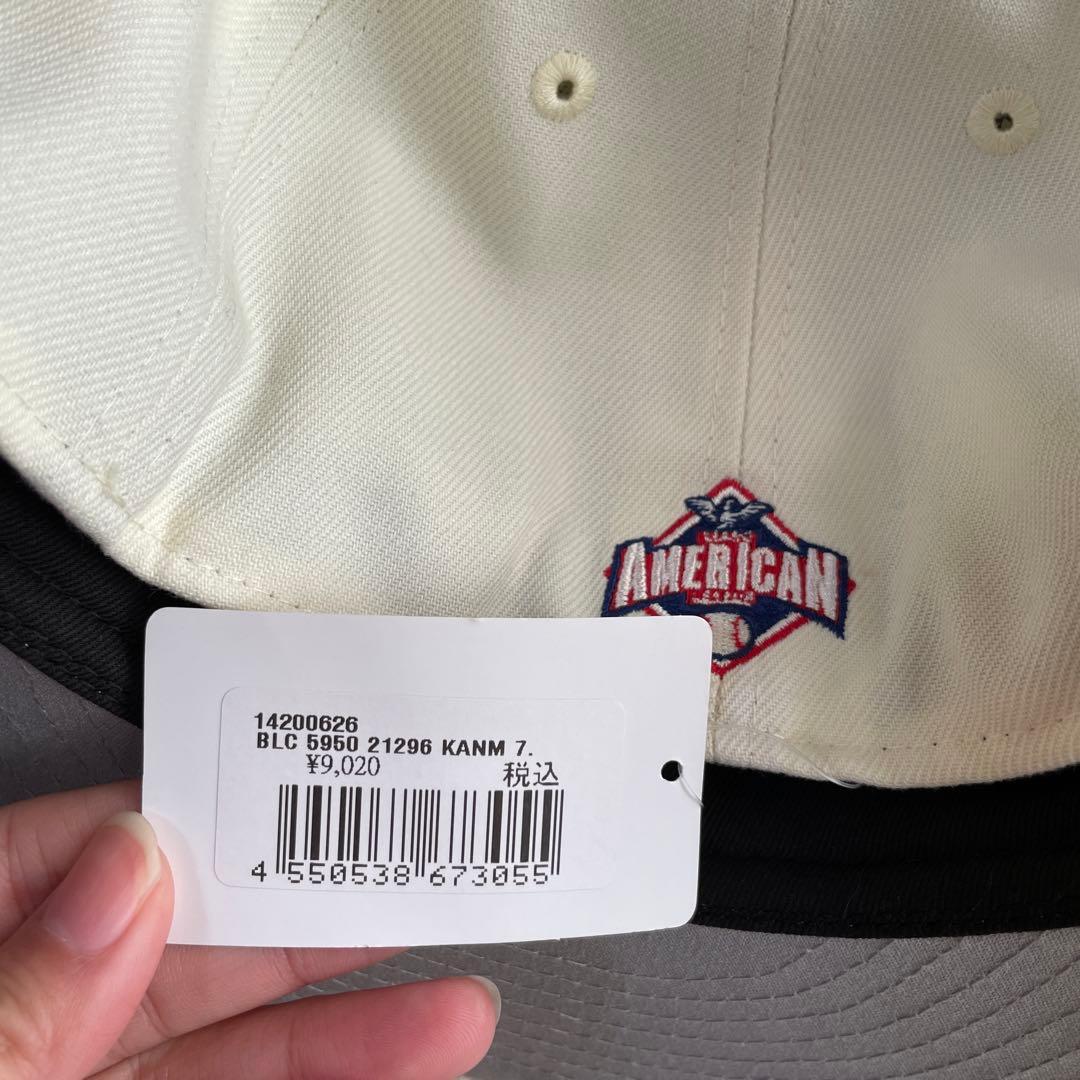 AMERICAN
14200626
BLC 5950 21296 KANM 7.
¥9,020 税込
4 550538 673055